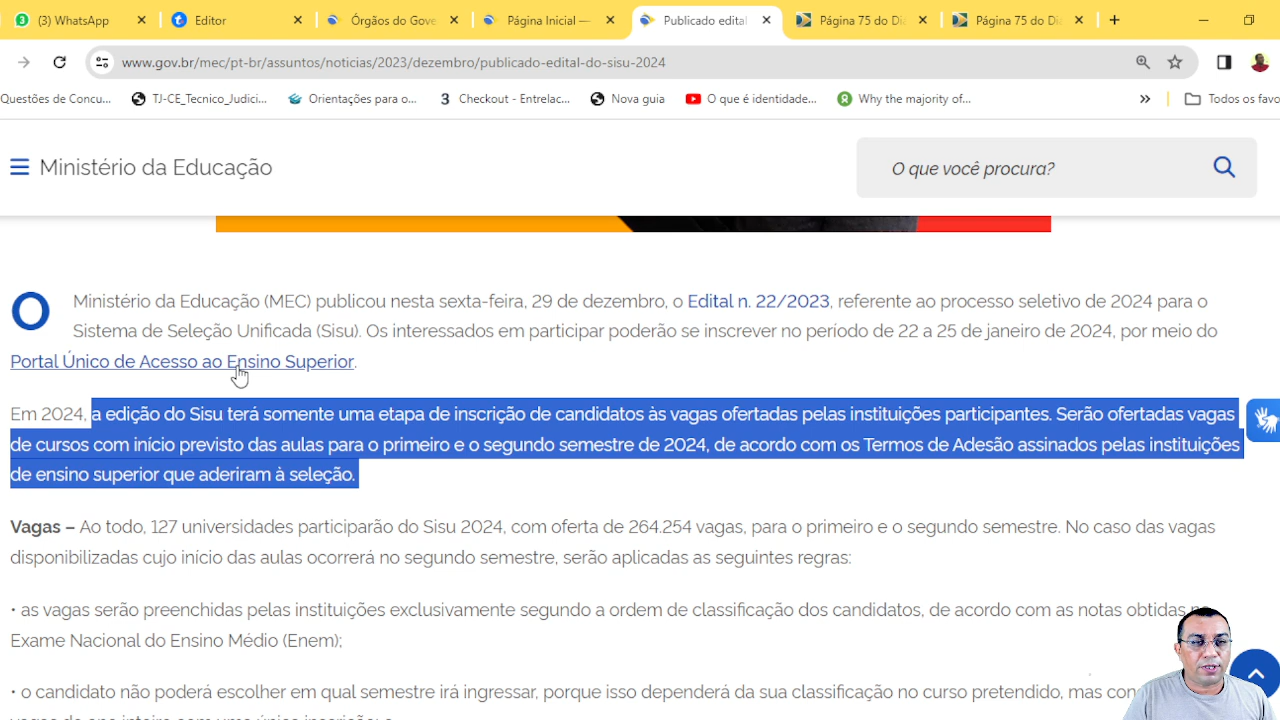 (3) WhatsApp
Editor
Órgãos do Gove
Página Inicial —
Publicado edital
Página 75 do Di
Página 75 do Di
www.gov.br/mec/pt-br/assuntos/noticias/2023/dezembro/publicado-edital-do-sisu-2024
Questões de Concu...
TJ-CE_Tecnico_Judici...
Orientações para o...
Checkout - Entrelac...
Nova guia
O que é identidade...
Why the majority of...
»
Todos os favo
Ministério da Educação
O que você procura?
O Ministério da Educação (MEC) publicou nesta sexta-feira, 29 de dezembro, o Edital n. 22/2023, referente ao processo seletivo de 2024 para o
Sistema de Seleção Unificada (Sisu). Os interessados em participar poderão se inscrever no período de 22 a 25 de janeiro de 2024, por meio do
Portal Único de Acesso ao Ensino Superior.
Em 2024, a edição do Sisu terá somente uma etapa de inscrição de candidatos às vagas ofertadas pelas instituições participantes. Serão ofertadas vagas
de cursos com início previsto das aulas para o primeiro e o segundo semestre de 2024, de acordo com os Termos de Adesão assinados pelas instituições
de ensino superior que aderiram à seleção.
Vagas – Ao todo, 127 universidades participarão do Sisu 2024, com oferta de 264.254 vagas, para o primeiro e o segundo semestre. No caso das vagas
disponibilizadas cujo início das aulas ocorrerá no segundo semestre, serão aplicadas as seguintes regras:
• as vagas serão preenchidas pelas instituições exclusivamente segundo a ordem de classificação dos candidatos, de acordo com as notas obtidas
Exame Nacional do Ensino Médio (Enem);
• o candidato não poderá escolher em qual semestre irá ingressar, porque isso dependerá da sua classificação no curso pretendido, mas